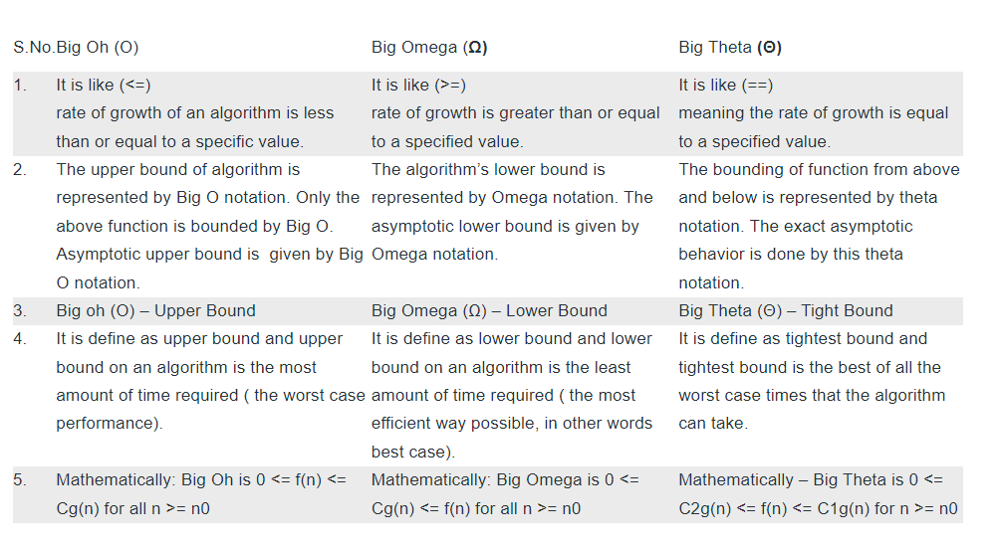 S.No. Big Oh (O) Big Omega (Ω) Big Theta (Θ)
1. It is like (<=) It is like (>=) It is like (==)
rate of growth of an algorithm is less rate of growth is greater than or equal meaning the rate of growth is equal
than or equal to a specific value. to a specified value. to a specified value.
2. The upper bound of algorithm is The algorithm’s lower bound is The bounding of function from above
represented by Big O notation. Only the represented by Omega notation. The and below is represented by theta
above function is bounded by Big O. asymptotic lower bound is given by notation. The exact asymptotic
Asymptotic upper bound is given by Big Omega notation. behavior is done by this theta
O notation. notation.
3. Big oh (O) – Upper Bound Big Omega (Ω) – Lower Bound Big Theta (Θ) – Tight Bound
4. It is define as upper bound and upper It is define as lower bound and lower It is define as tightest bound and
bound on an algorithm is the most bound on an algorithm is the least tightest bound is the best of all the
amount of time required ( the worst case amount of time required ( the most worst case times that the algorithm
performance). efficient way possible, in other words can take.
best case).
5. Mathematically: Big Oh is 0 <= f(n) <= Mathematically: Big Omega is 0 <= Mathematically – Big Theta is 0 <=
Cg(n) for all n >= n0 Cg(n) <= f(n) for all n >= n0 C2g(n) <= f(n) <= C1g(n) for n >= n0